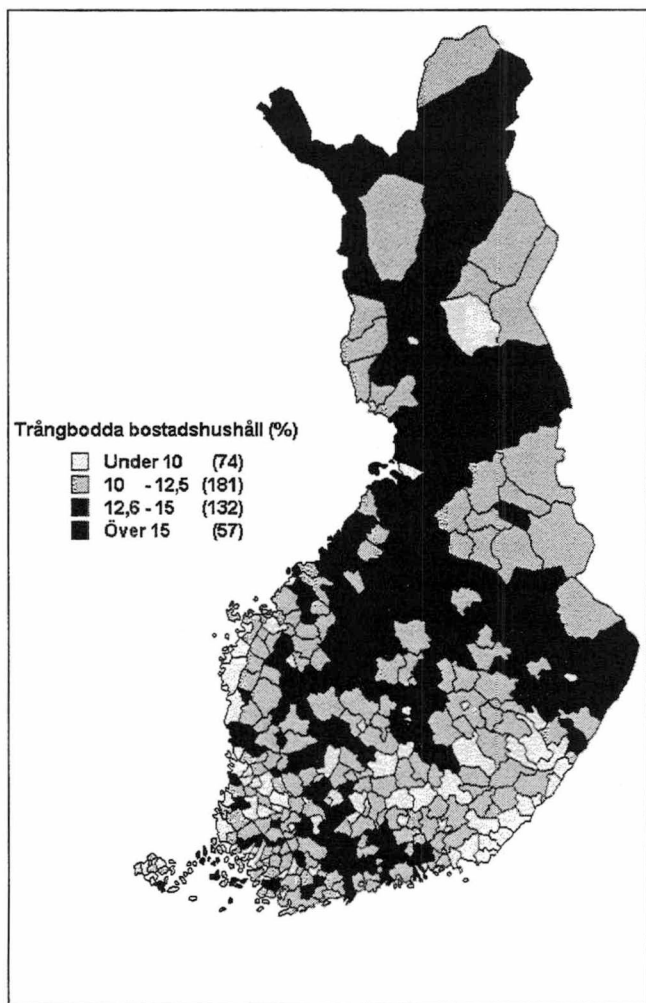 Trångbodda bostadshushåll (%)
Under 10 (74)
10 - 12,5 (181)
12,6 - 15 (132)
Över 15 (57)